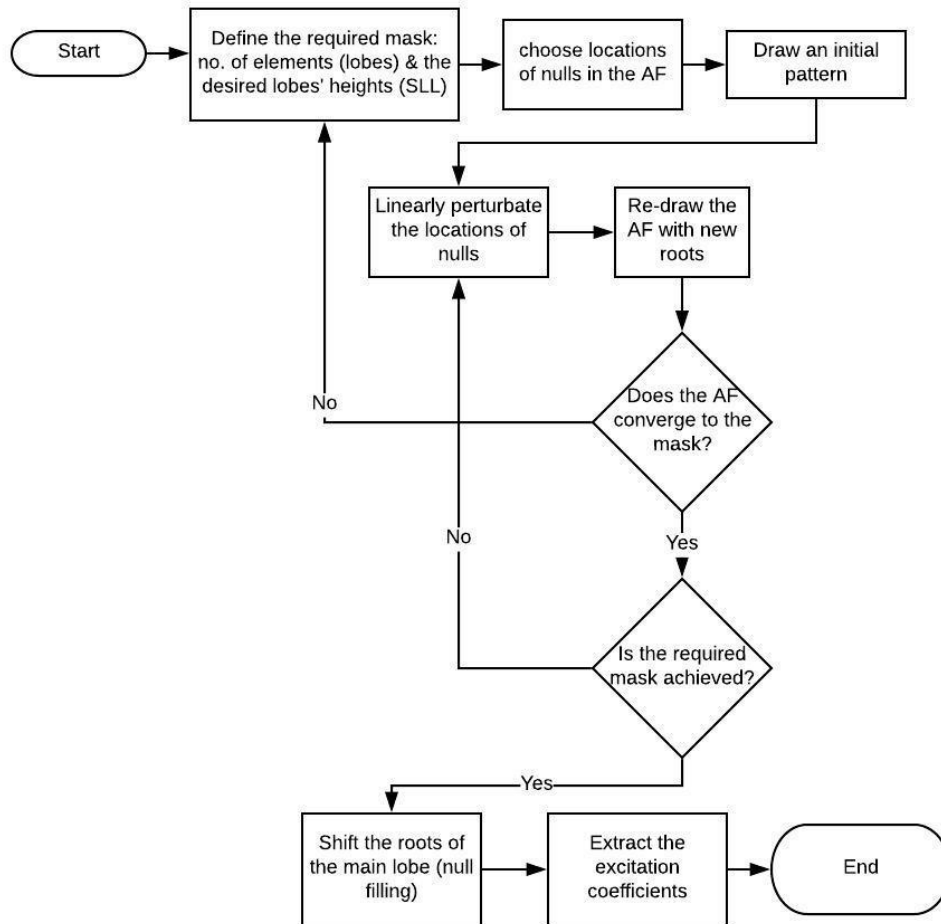 Start
Define the required mask:
no. of elements (lobes) & the
desired lobes' heights (SLL)
choose locations
of nulls in the AF
Draw an initial
pattern
Linearly perturbate
the locations of
nulls
Re-draw the
AF with new
roots
Does the AF
converge to the
mask?
No
Yes
Is the required
mask achieved?
No
Yes
Shift the roots of
the main lobe (null
filling)
Extract the
excitation
coefficients
End